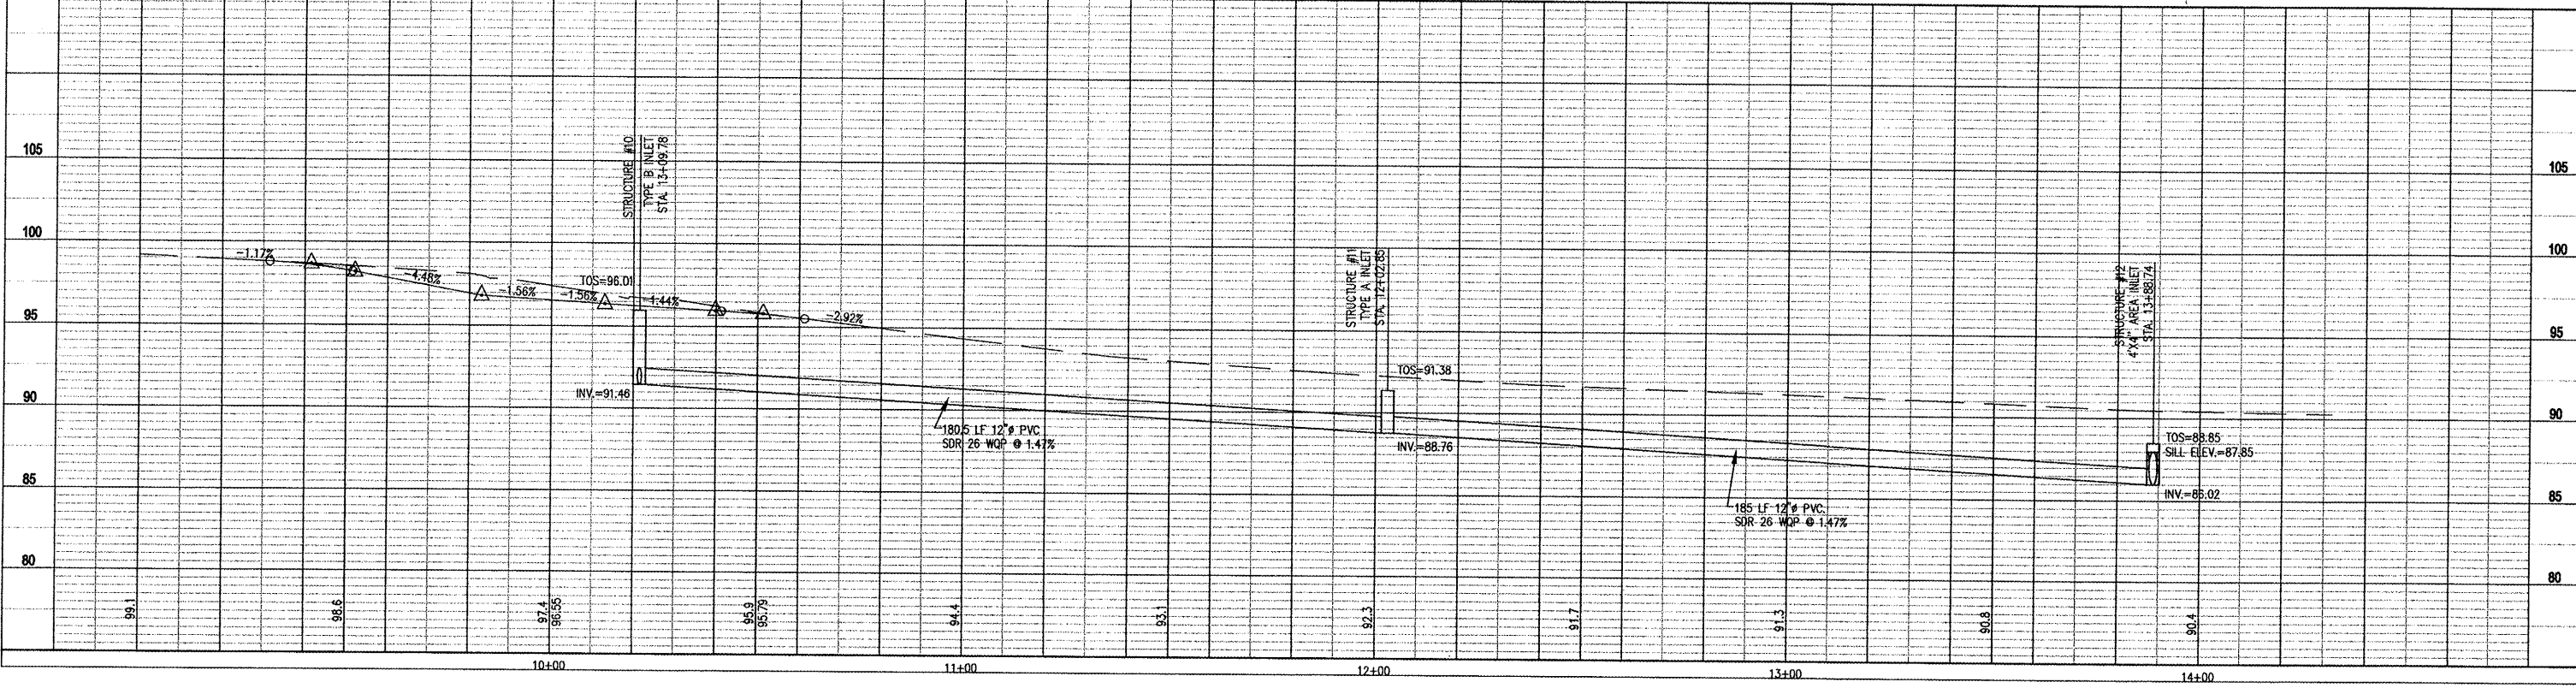 105
105
100
100
95
95
90
90
85
85
80
80
STRUCTURE #10
TYPE B INLET
STA. 13+09.78
STRUCTURE #11
TYPE A INLET
STA. 12+02.85
STRUCTURE #12
4'X4" AREA INLET
STA. 13+88.74
-1.17%
-4.48%
-1.56%
TOS=96.01
-1.56%
-1.44%
-2.92%
INV.=91.46
180.5 LF 12"ø PVC
SDR 26 WQP @ 1.47%
TOS=91.38
INV.=88.76
185 LF 12"ø PVC
SDR 26 WQP @ 1.47%
TOS=88.85
SILL ELEV.=87.85
INV.=86.02
99.1
98.6
97.4
96.55
95.9
95.79
94.4
93.1
92.3
91.7
91.3
90.8
90.4
10+00
11+00
12+00
13+00
14+00